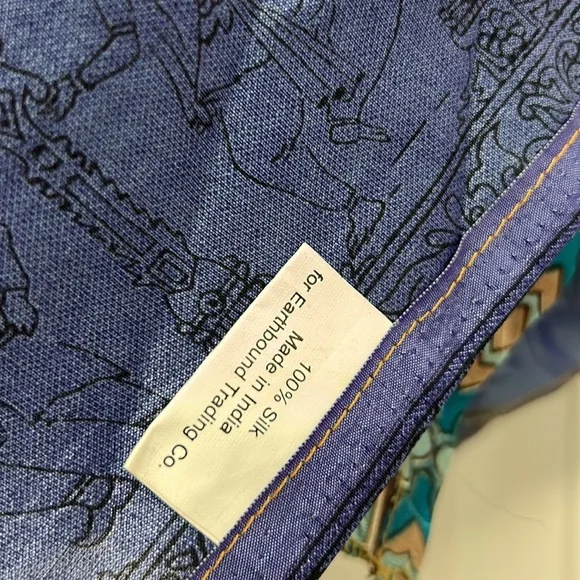 100% Silk
Made in India
for Earthbound Trading Co.